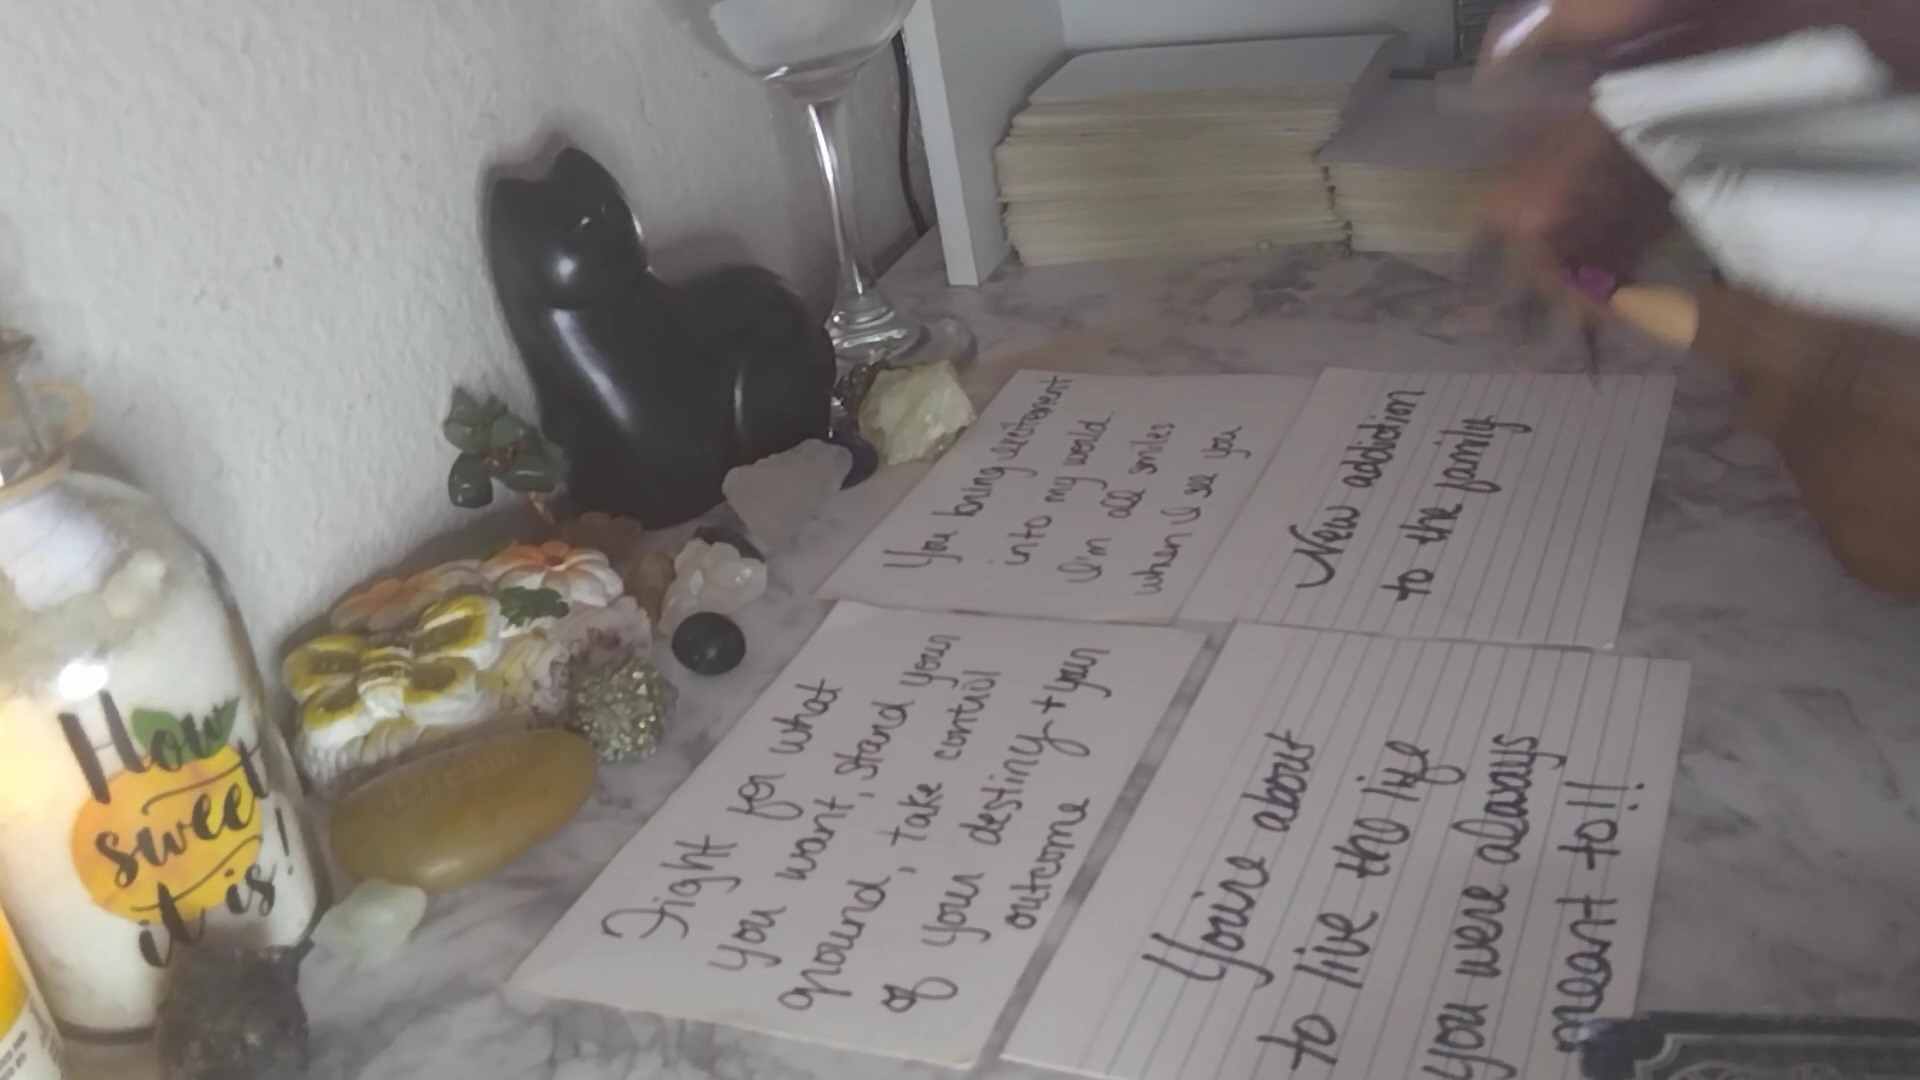 You bring excitement
into my world.
I'm all smiles
when I see you
New addiction
to the family
Fight for what
you want, stand your
ground, take control
of your destiny + your
outcome
You're about
to live the life
you were always
meant to!!
How
sweet
it is!
Dream